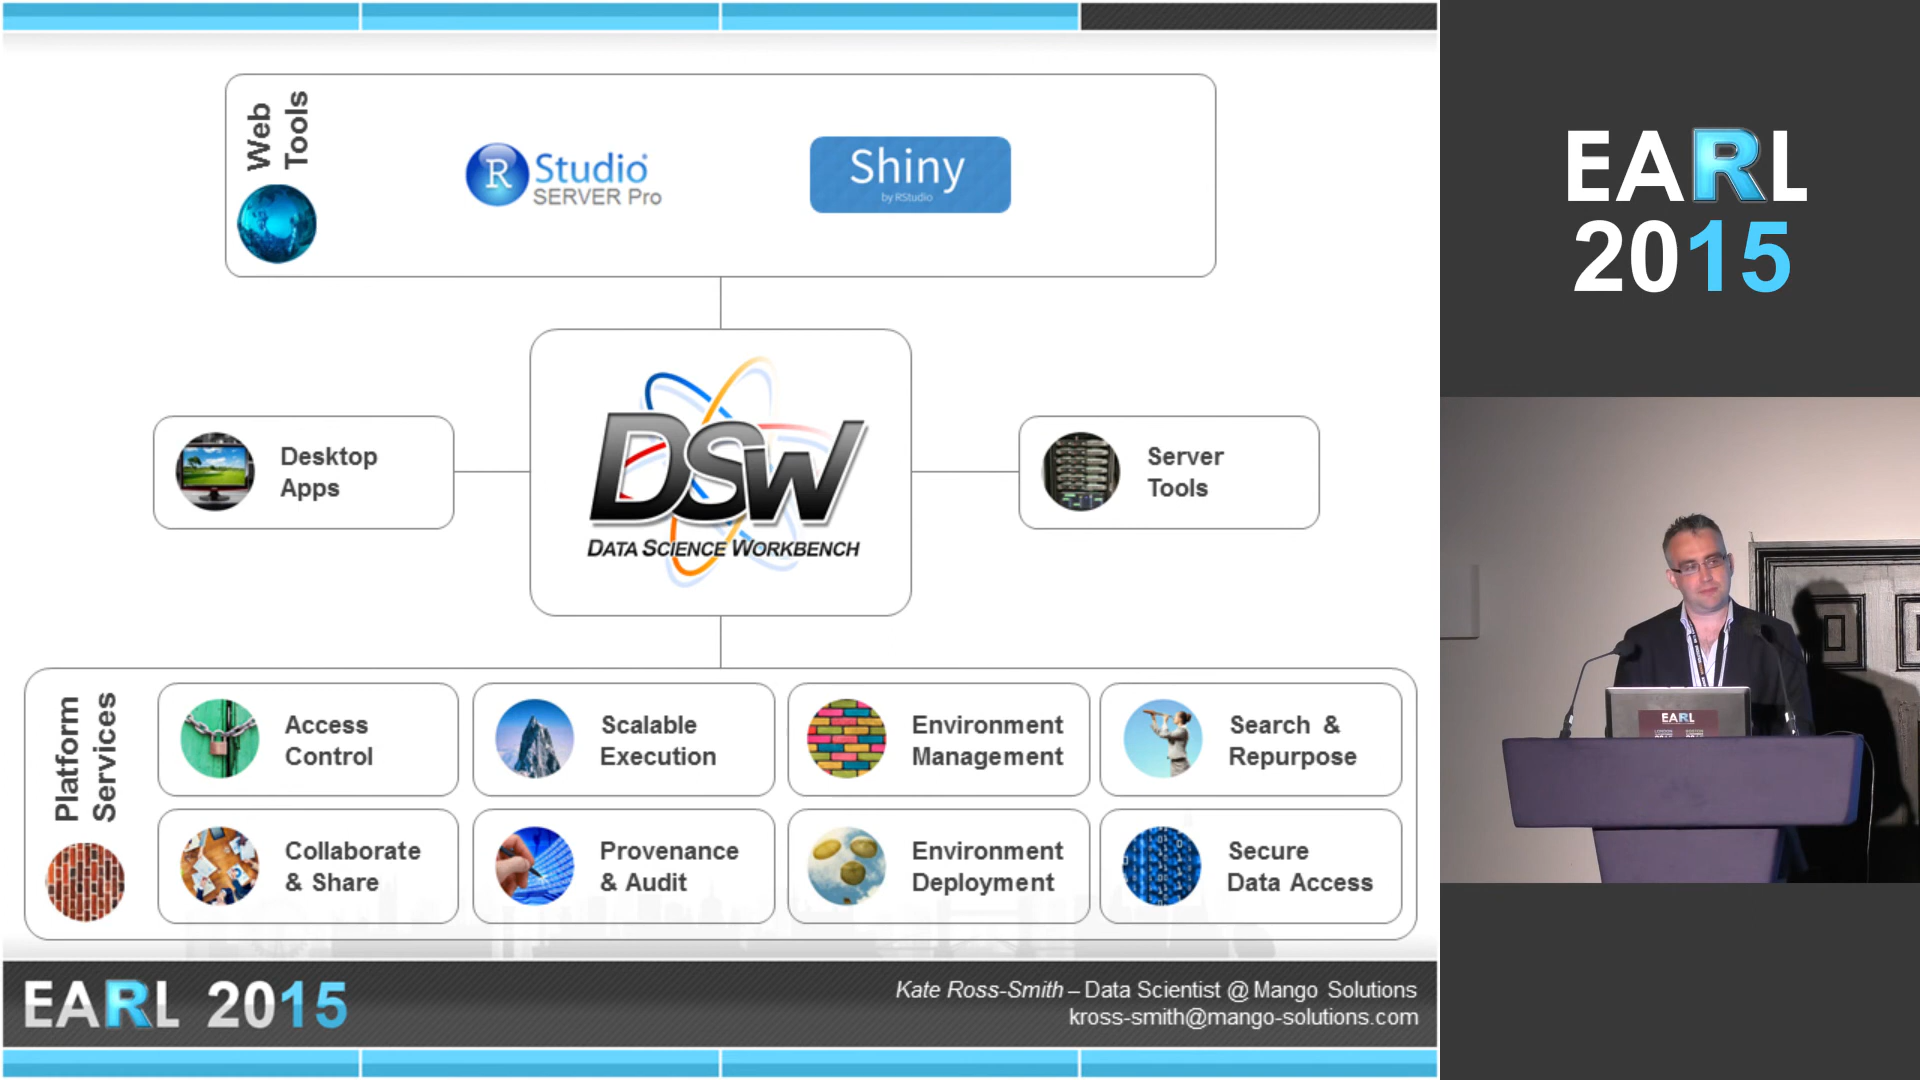 Web
Tools
R Studio
SERVER Pro
Shiny
by RStudio
Desktop
Apps
DSW
DATA SCIENCE WORKBENCH
Server
Tools
Platform
Services
Access
Control
Scalable
Execution
Environment
Management
Search &
Repurpose
Collaborate
& Share
Provenance
& Audit
Environment
Deployment
Secure
Data Access
EARL 2015
Kate Ross-Smith – Data Scientist @ Mango Solutions
kross-smith@mango-solutions.com
EARL
2015
EARL